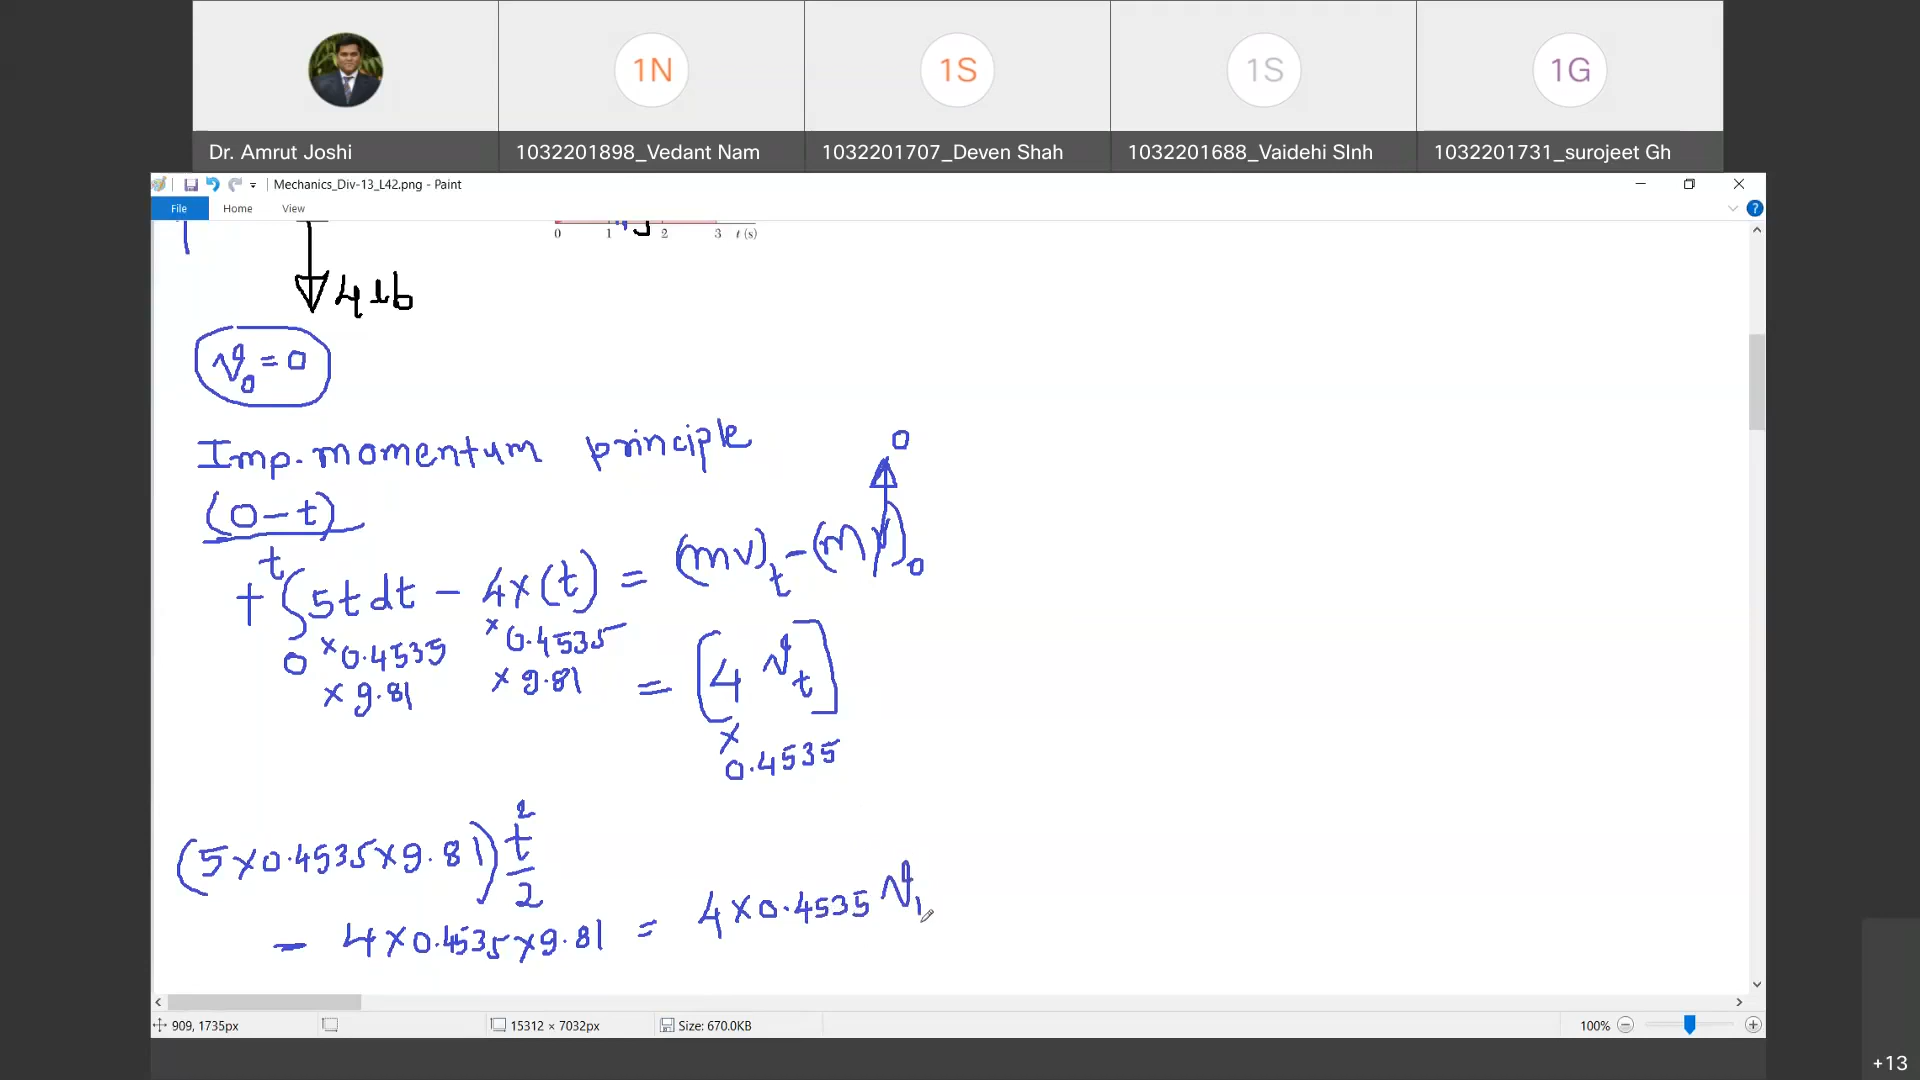 1N
1S
1S
1G
Dr. Amrut Joshi
1032201898_Vedant Nam
1032201707_Deven Shah
1032201688_Vaidehi SInh
1032201731_surojeet Gh
Mechanics_Div-13_L42.png - Paint
File Home View
0 1 2 3 t (s)
4 lb
v₀ = 0
Imp. momentum principle
(0-t)
+ ∫₀ᵗ 5t dt - 4×(t) = (mv)t - (mv)₀ 0
×0.4535 ×0.4535
×9.81 ×9.81 = [4 vt]
×
0.4535
(5×0.4535×9.81) t²/2
- 4×0.4535×9.81 = 4×0.4535 v
909, 1735px
15312 × 7032px
Size: 670.0KB
100%
+13